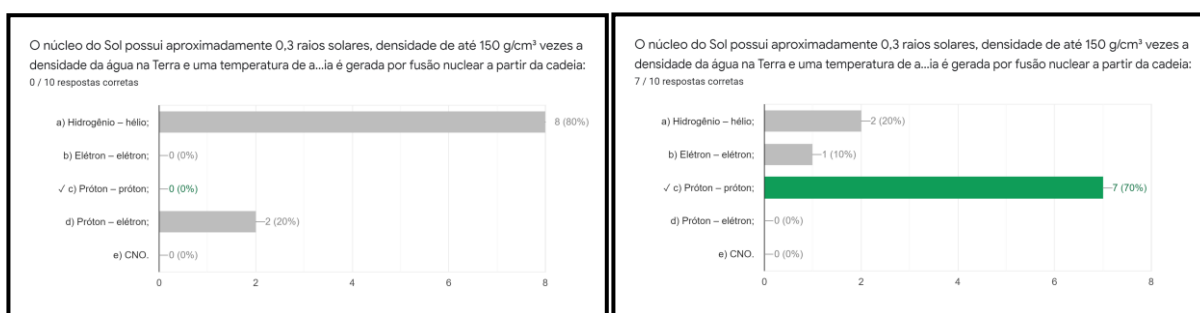 O núcleo do Sol possui aproximadamente 0,3 raios solares, densidade de até 150 g/cm³ vezes a
densidade da água na Terra e uma temperatura de a...ia é gerada por fusão nuclear a partir da cadeia:
0 / 10 respostas corretas
a) Hidrogênio – hélio;
8 (80%)
b) Elétron – elétron;
0 (0%)
✓ c) Próton – próton;
0 (0%)
d) Próton – elétron;
2 (20%)
e) CNO.
0 (0%)
0 2 4 6 8
O núcleo do Sol possui aproximadamente 0,3 raios solares, densidade de até 150 g/cm³ vezes a
densidade da água na Terra e uma temperatura de a...ia é gerada por fusão nuclear a partir da cadeia:
7 / 10 respostas corretas
a) Hidrogênio – hélio;
2 (20%)
b) Elétron – elétron;
1 (10%)
✓ c) Próton – próton;
7 (70%)
d) Próton – elétron;
0 (0%)
e) CNO.
0 (0%)
0 2 4 6 8